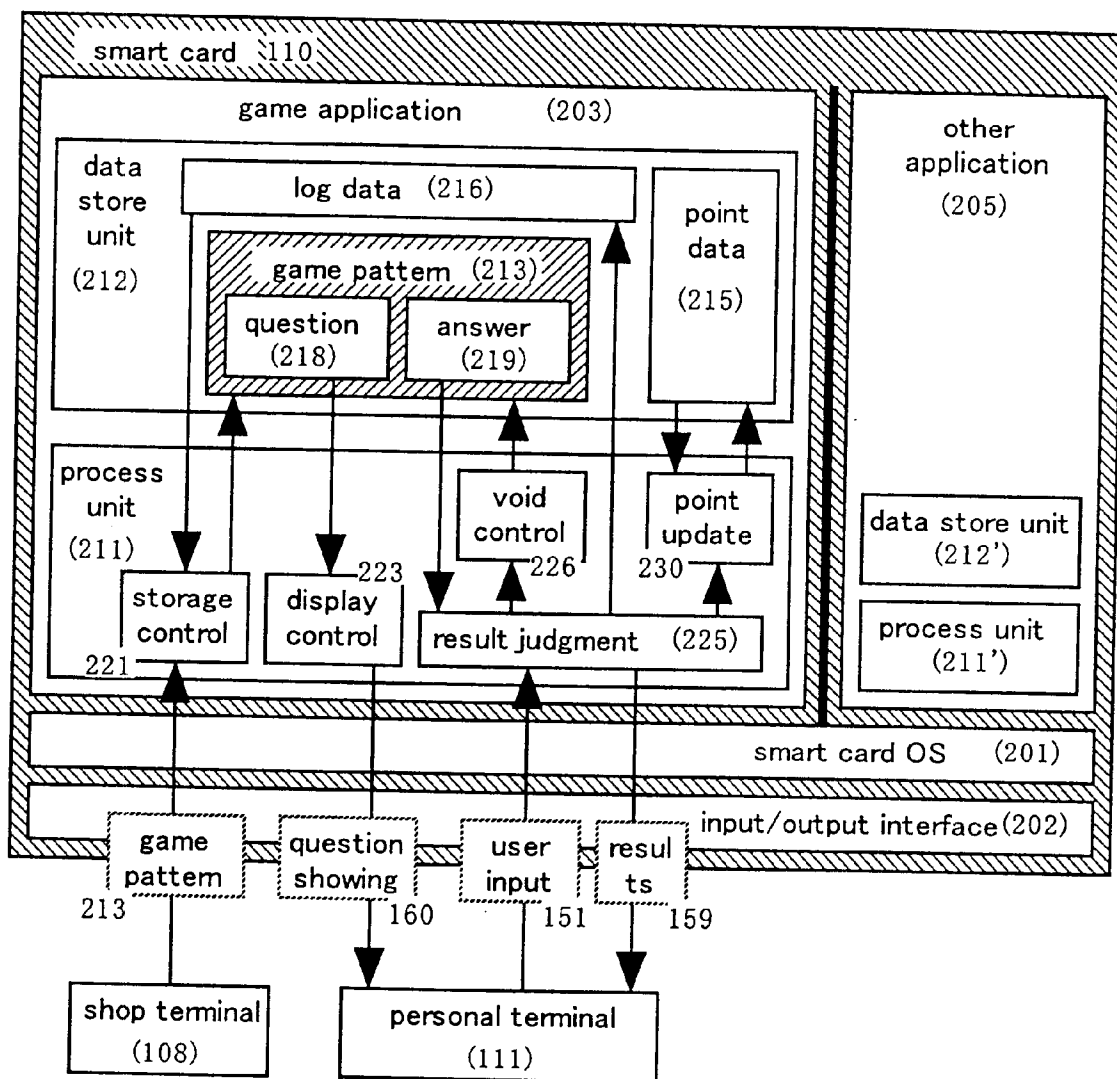 smart card 110
game application (203)
other
application
(205)
data
store
unit
(212)
log data (216)
point
data
(215)
game pattern (213)
question
(218)
answer
(219)
process
unit
(211)
void
control
226
point
update
230
223
storage
control
221
display
control
result judgment (225)
data store unit
(212')
process unit
(211')
smart card OS (201)
input/output interface(202)
game
pattern
213
question
showing
160
user
input
151
resul
ts
159
shop terminal
(108)
personal terminal
(111)